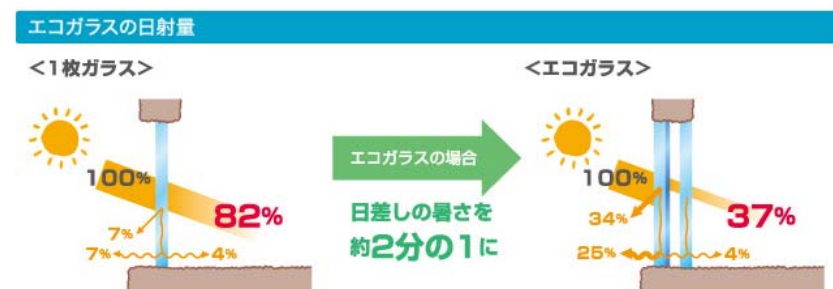 エコガラスの日射量
＜1枚ガラス＞
＜エコガラス＞
100%
82%
7%
7%
4%
エコガラスの場合
日差しの暑さを
約2分の1に
100%
37%
34%
25%
4%